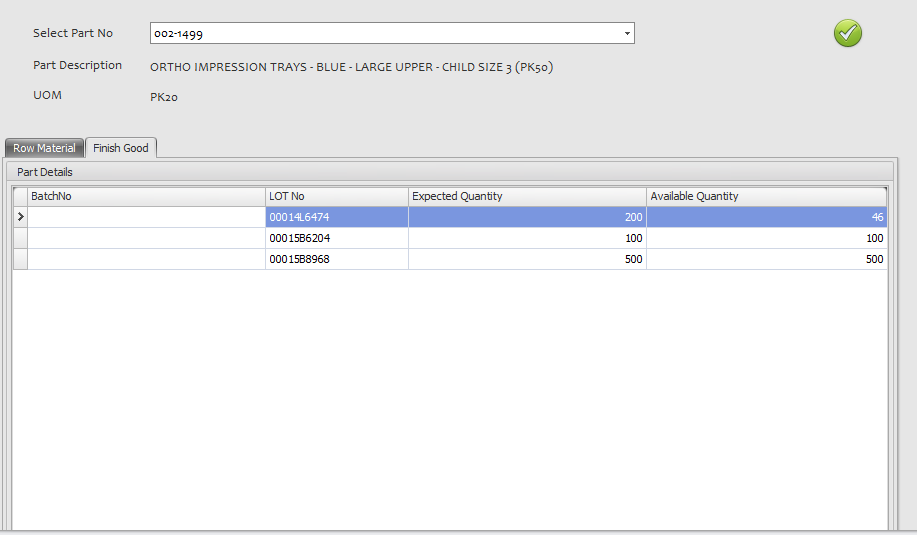 Select Part No 002-1499
Part Description ORTHO IMPRESSION TRAYS - BLUE - LARGE UPPER - CHILD SIZE 3 (PK50)
UOM PK20
Row Material Finish Good
Part Details
BatchNo LOT No Expected Quantity Available Quantity
00014L6474 200 46
00015B6204 100 100
00015B8968 500 500